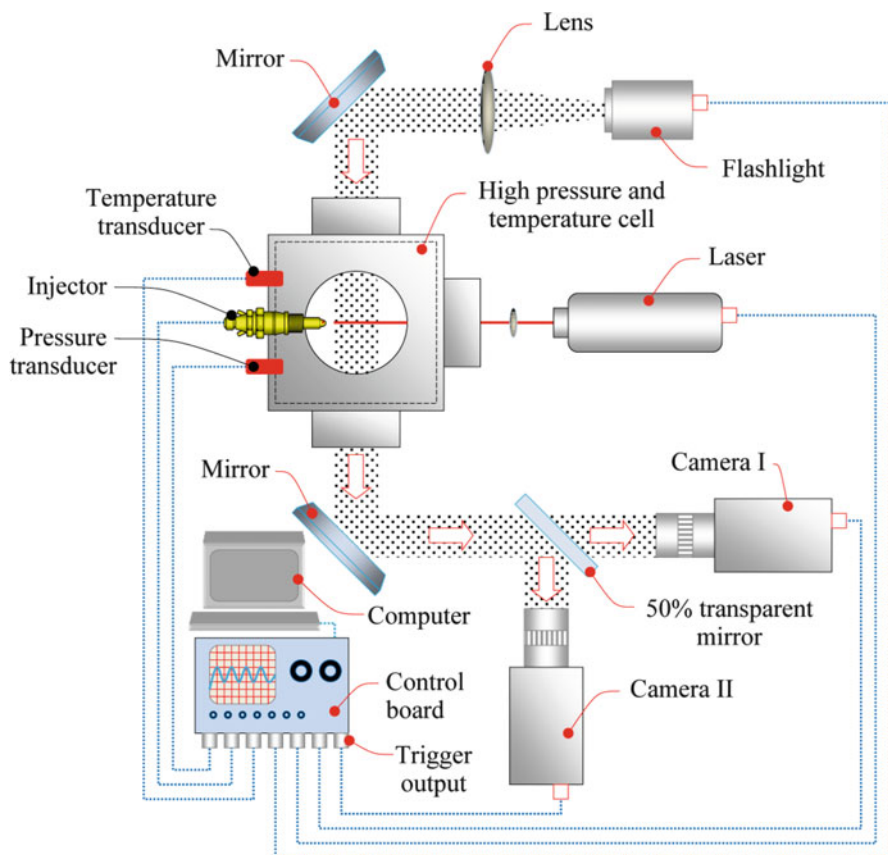 Lens
Mirror
Flashlight
Temperature
transducer
High pressure and
temperature cell
Injector
Laser
Pressure
transducer
Mirror
Camera I
Computer
50% transparent
mirror
Control
board
Camera II
Trigger
output